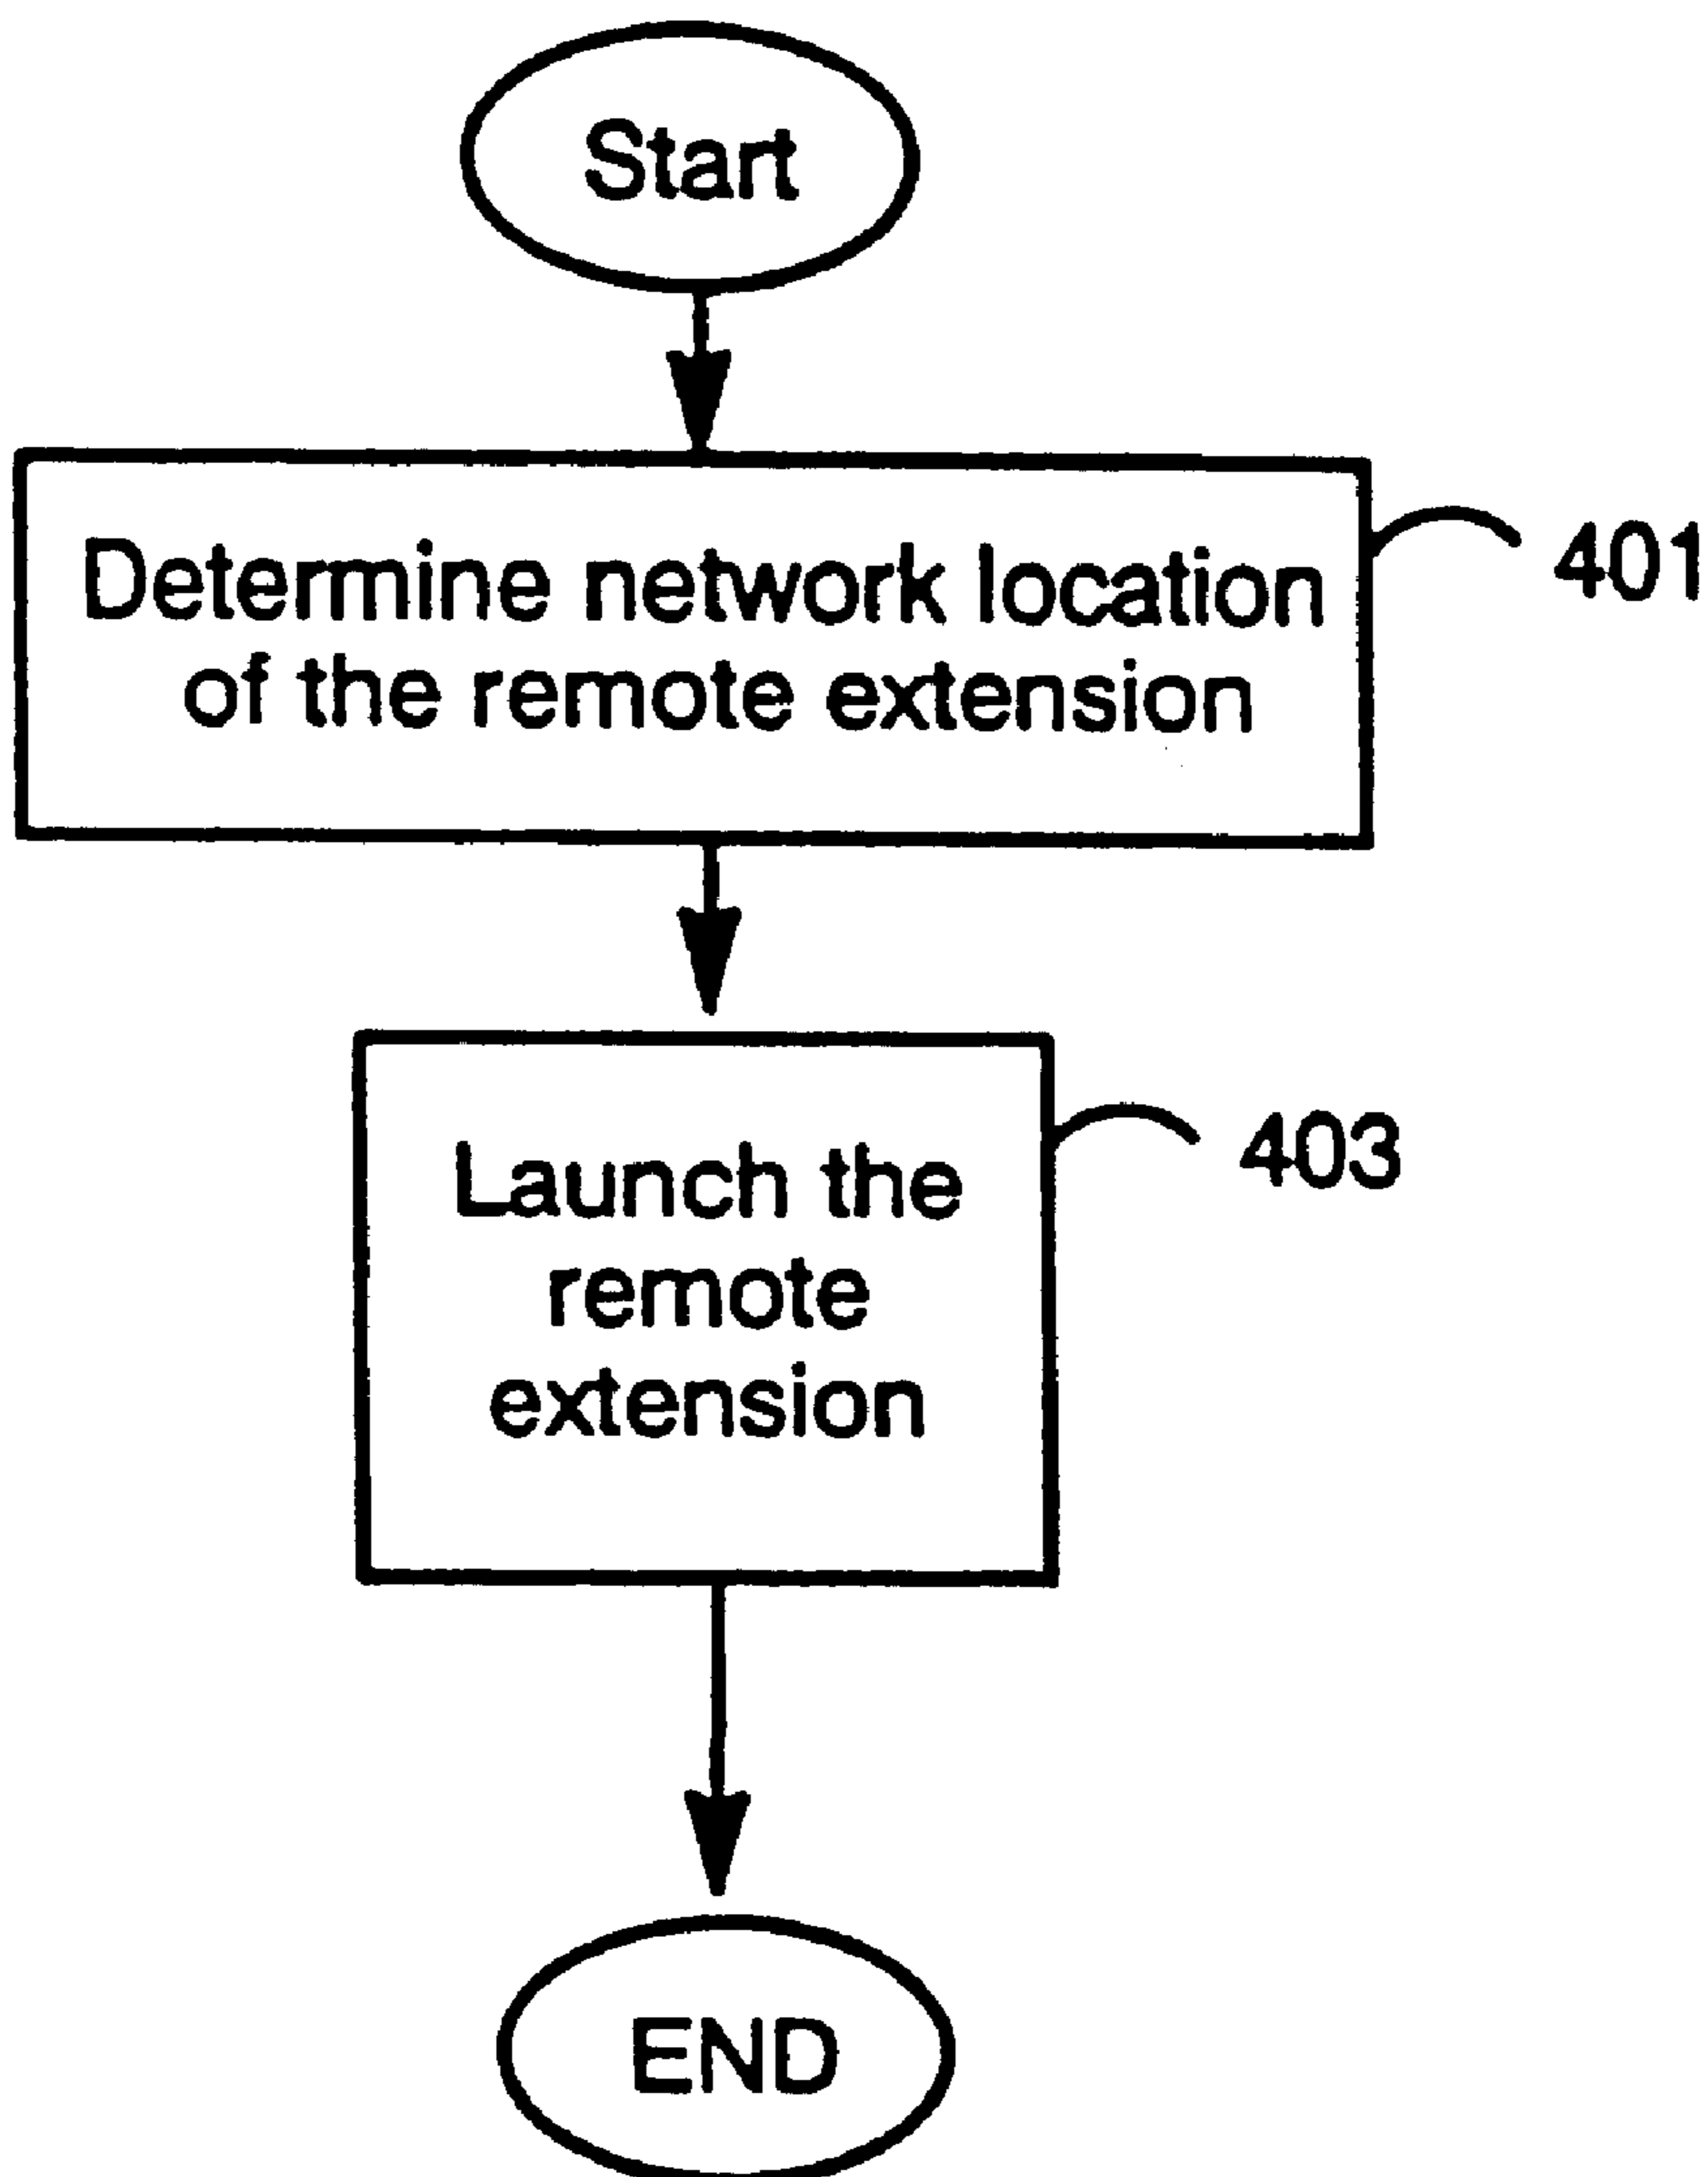 Start
Determine network location
of the remote extension
401
Launch the
remote
extension
403
END